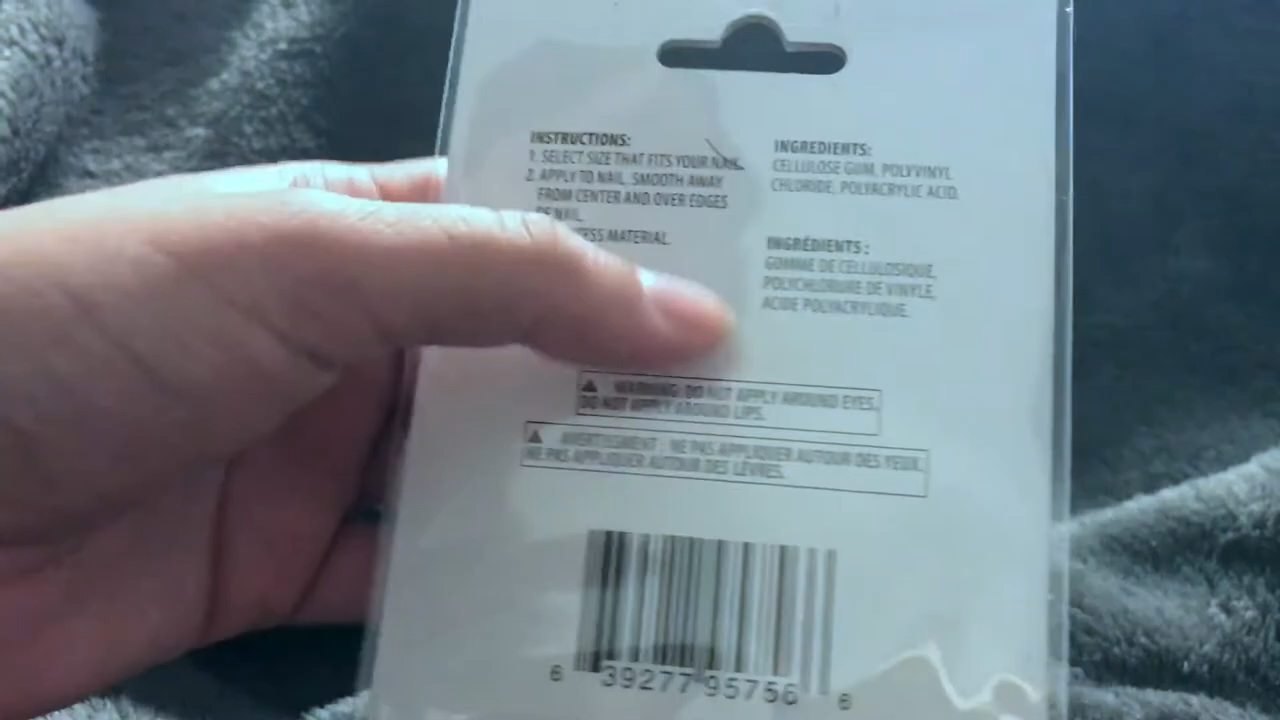 INSTRUCTIONS:
1. SELECT SIZE THAT FITS YOUR NAIL.
2. APPLY TO NAIL, SMOOTH AWAY
FROM CENTER AND OVER EDGES
OF NAIL.
MATERIAL.
INGREDIENTS:
CELLULOSE GUM, POLYVINYL
CHLORIDE, POLYACRYLIC ACID.
INGRÉDIENTS :
GOMME DE CELLULOSIQUE,
POLYCHLORURE DE VINYLE,
ACIDE POLYACRYLIQUE.
WARNING: DO NOT APPLY AROUND EYES.
DO NOT APPLY AROUND LIPS.
AVERTISSMENT : NE PAS APPLIQUER AUTOUR DES YEUX.
NE PAS APPLIQUER AUTOUR DES LÈVRES.
6 39277 95756 6